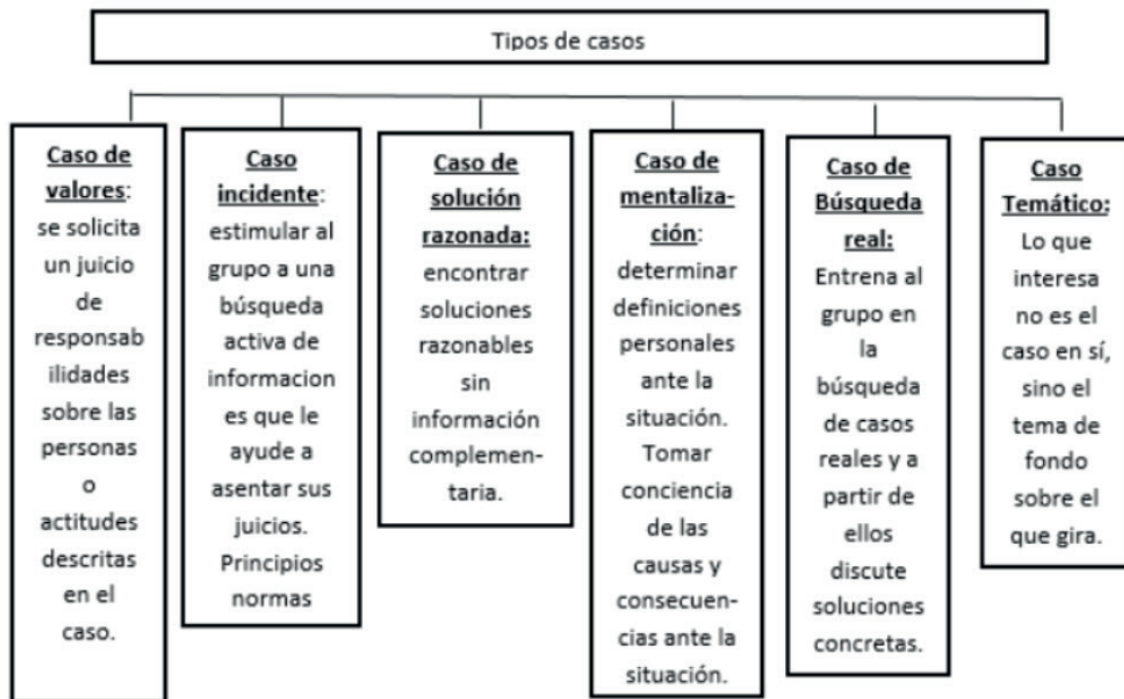 Tipos de casos
Caso de
valores:
se solicita
un juicio
de
responsab
ilidades
sobre las
personas
o
actitudes
descritas
en el
caso.
Caso
incidente:
estimular al
grupo a una
búsqueda
activa de
informacion
es que le
ayude a
asentar sus
juicios.
Principios
normas
Caso de
solución
razonada:
encontrar
soluciones
razonables
sin
información
complemen-
taria.
Caso de
mentaliza-
ción:
determinar
definiciones
personales
ante la
situación.
Tomar
conciencia
de las
causas y
consecuen-
cias ante la
situación.
Caso de
Búsqueda
real:
Entrena al
grupo en
la
búsqueda
de casos
reales y a
partir de
ellos
discute
soluciones
concretas.
Caso
Temático:
Lo que
interesa
no es el
caso en sí,
sino el
tema de
fondo
sobre el
que gira.